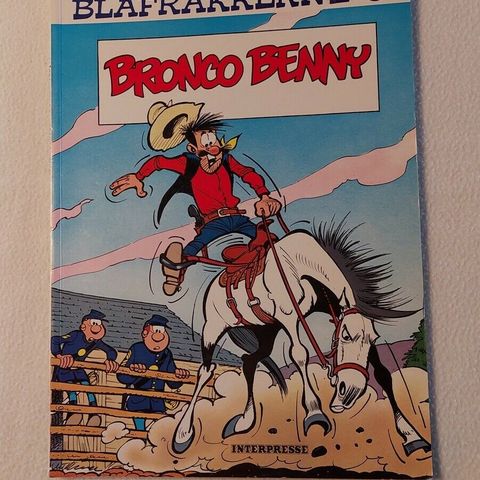 BLÅFRAKKERNE
BRONCO BENNY
INTERPRESSE